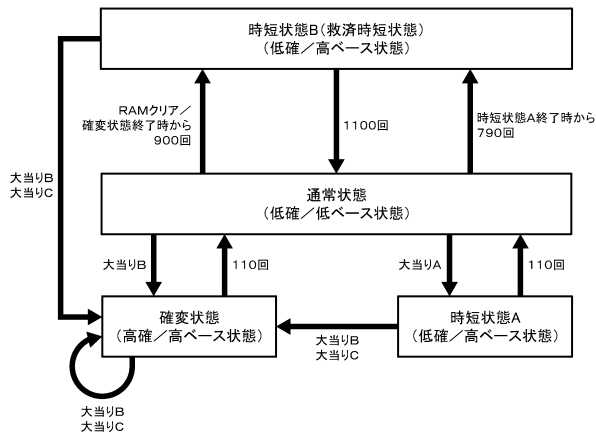 時短状態B(救済時短状態)
(低確／高ベース状態)
RAMクリア／
確変状態終了時から
900回
1100回
時短状態A終了時から
790回
大当りB
大当りC
通常状態
(低確／低ベース状態)
大当りB
110回
大当りA
110回
確変状態
(高確／高ベース状態)
大当りB
大当りC
時短状態A
(低確／高ベース状態)
大当りB
大当りC